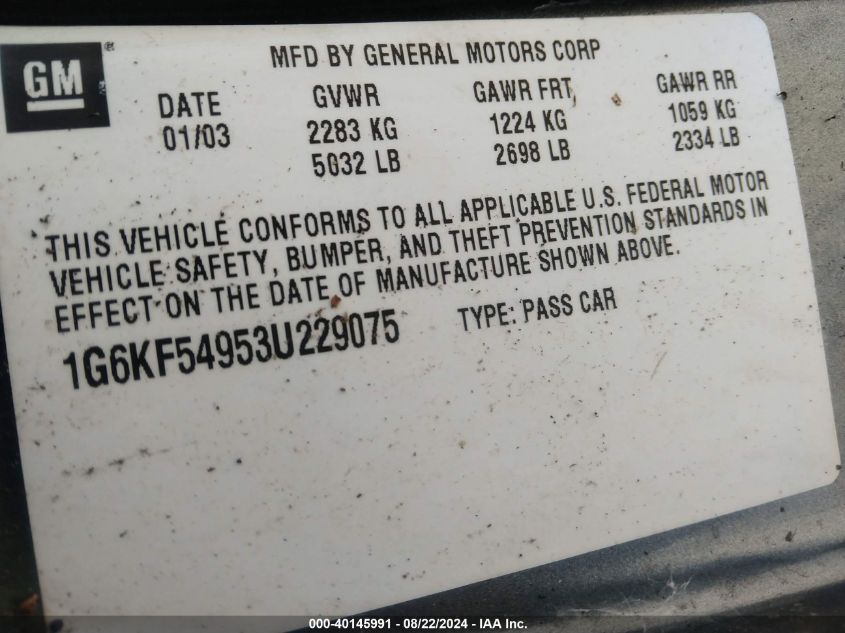 GM®
MFD BY GENERAL MOTORS CORP
DATE GVWR GAWR FRT GAWR RR
01/03 2283 KG 1224 KG 1059 KG
5032 LB 2698 LB 2334 LB
THIS VEHICLE CONFORMS TO ALL APPLICABLE U.S. FEDERAL MOTOR
VEHICLE SAFETY, BUMPER, AND THEFT PREVENTION STANDARDS IN
EFFECT ON THE DATE OF MANUFACTURE SHOWN ABOVE.
1G6KF54953U229075 TYPE: PASS CAR
000-40145991 - 08/22/2024 - IAA Inc.